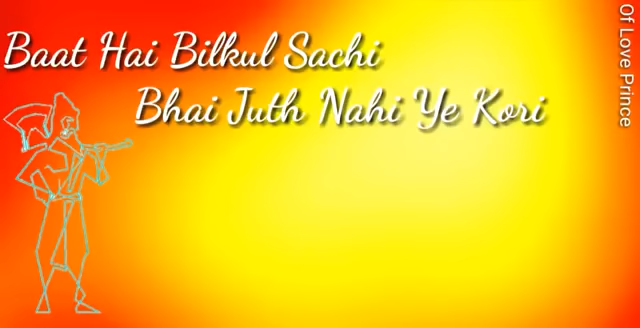 Baat Hai Bilkul Sachi
Bhai Juth Nahi Ye Kori
Of Love Prince